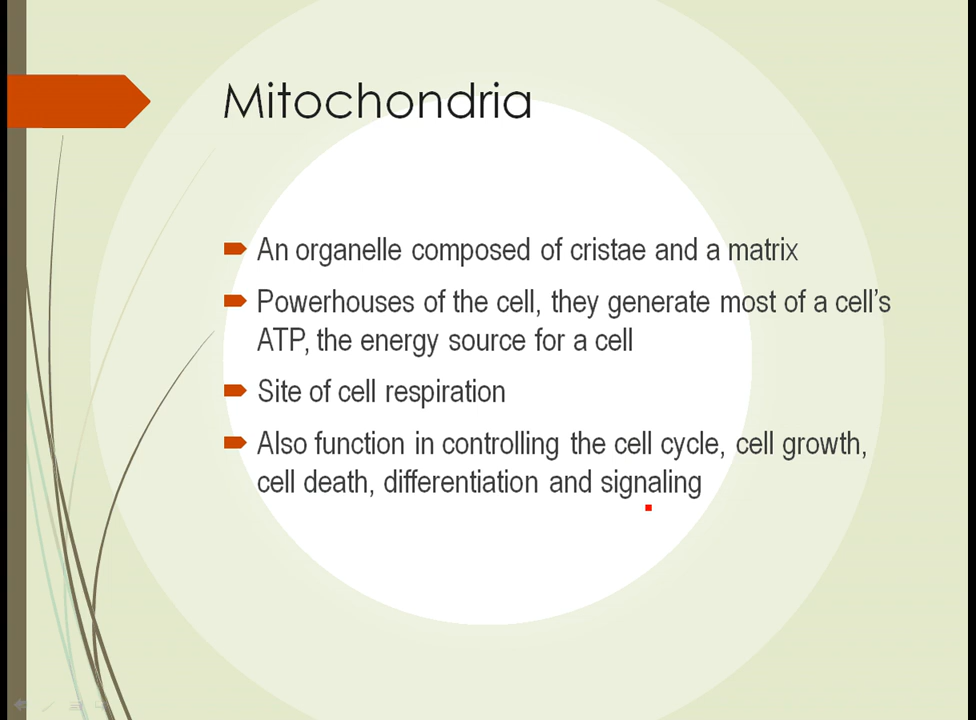 Mitochondria
An organelle composed of cristae and a matrix
Powerhouses of the cell, they generate most of a cell’s
ATP, the energy source for a cell
Site of cell respiration
Also function in controlling the cell cycle, cell growth,
cell death, differentiation and signaling